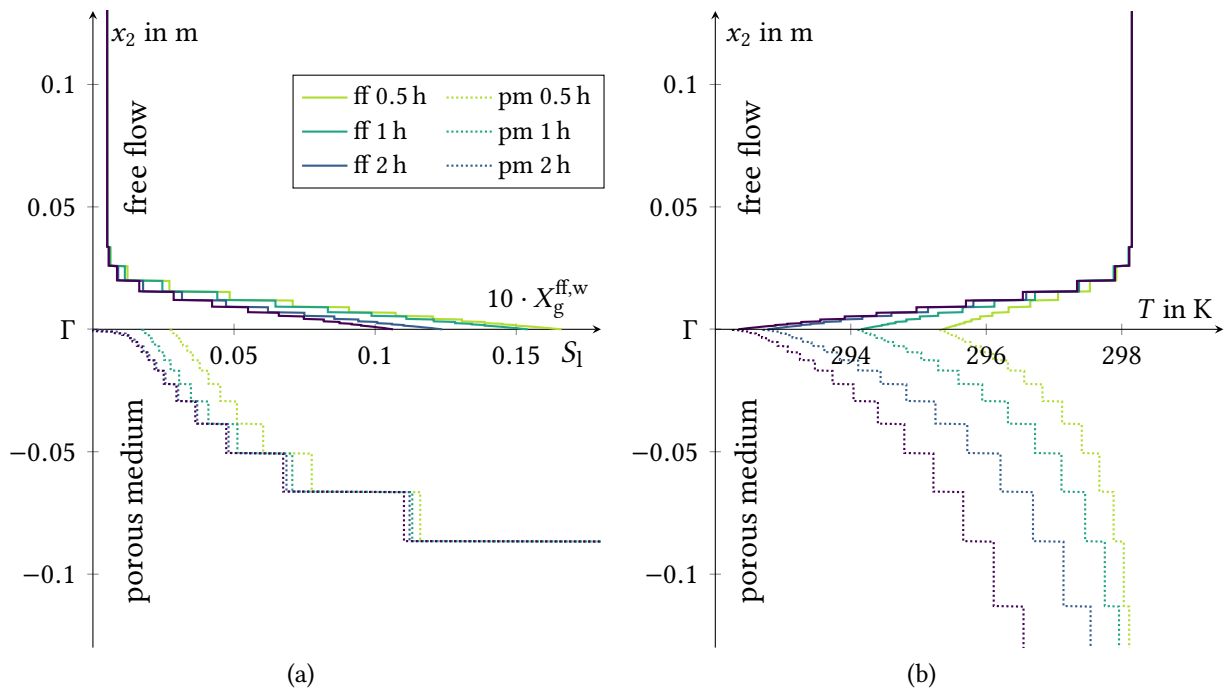 x₂ in m
0.1
0.05
Γ
−0.05
−0.1
free flow
porous medium
ff 0.5 h pm 0.5 h
ff 1 h pm 1 h
ff 2 h pm 2 h
10 · X_g^{ff,w}
0.05 0.1 0.15 S_l
(a)
x₂ in m
0.1
0.05
Γ
−0.05
−0.1
free flow
porous medium
T in K
294 296 298
(b)